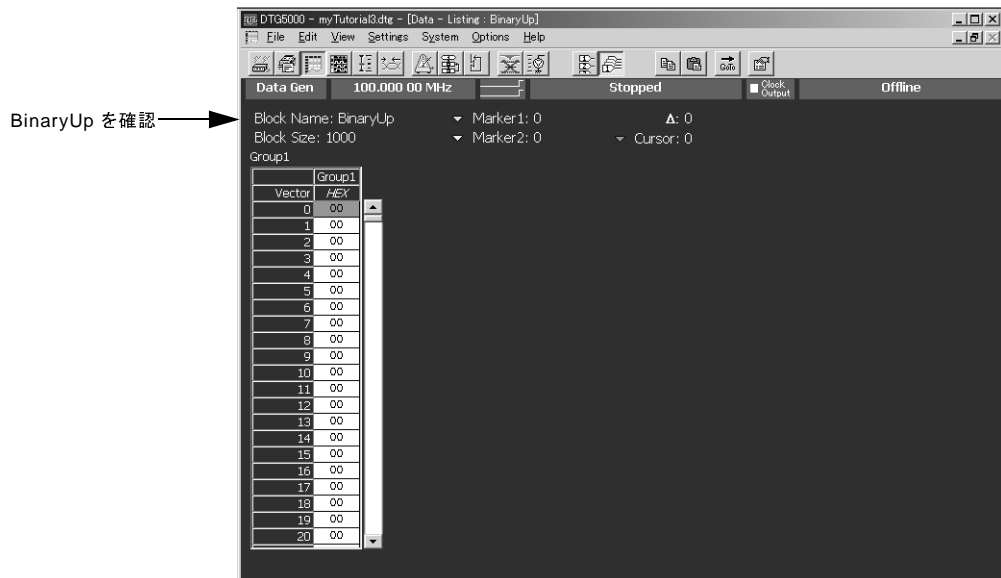 DTG5000 - myTutorial3.dtg - [Data - Listing : BinaryUp]
File Edit View Settings System Options Help
Goto
Data Gen 100.000 00 MHz Stopped Clock Output Offline
BinaryUp を確認
Block Name: BinaryUp Marker1: 0 Δ: 0
Block Size: 1000 Marker2: 0 Cursor: 0
Group1
Group1
Vector HEX
0 00
1 00
2 00
3 00
4 00
5 00
6 00
7 00
8 00
9 00
10 00
11 00
12 00
13 00
14 00
15 00
16 00
17 00
18 00
19 00
20 00